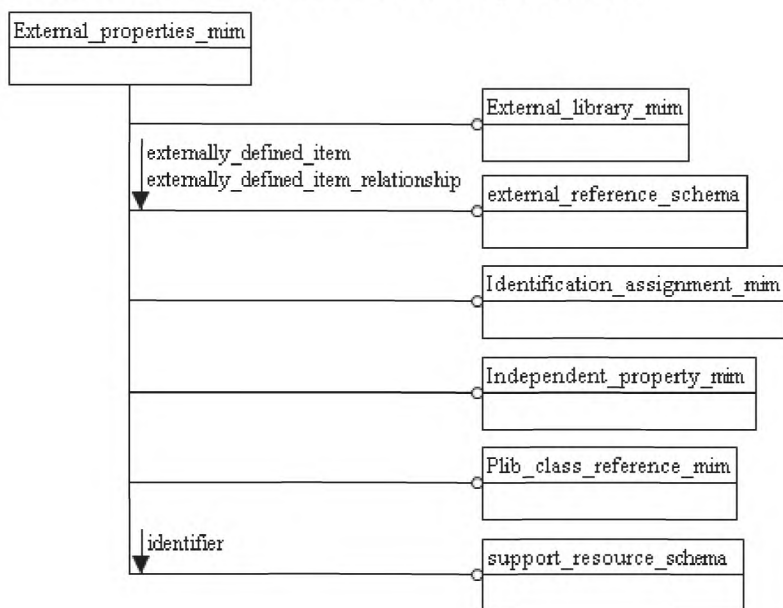 External_properties_mim
External_library_mim
externally_defined_item
externally_defined_item_relationship
external_reference_schema
Identification_assignment_mim
Independent_property_mim
Plib_class_reference_mim
identifier
support_resource_schema